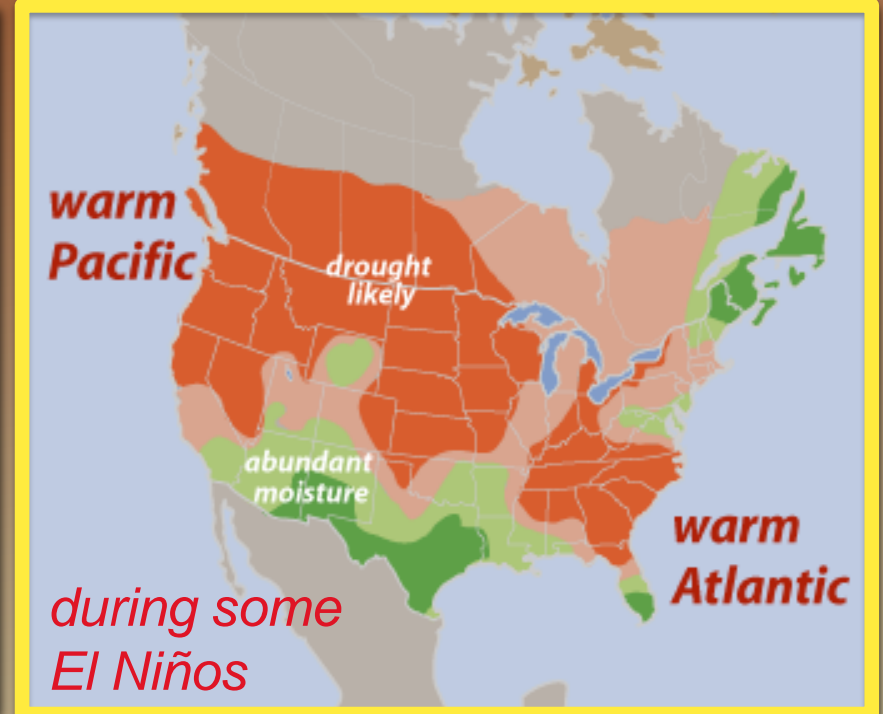 warm
Pacific
drought
likely
abundant
moisture
warm
Atlantic
during some
El Niños